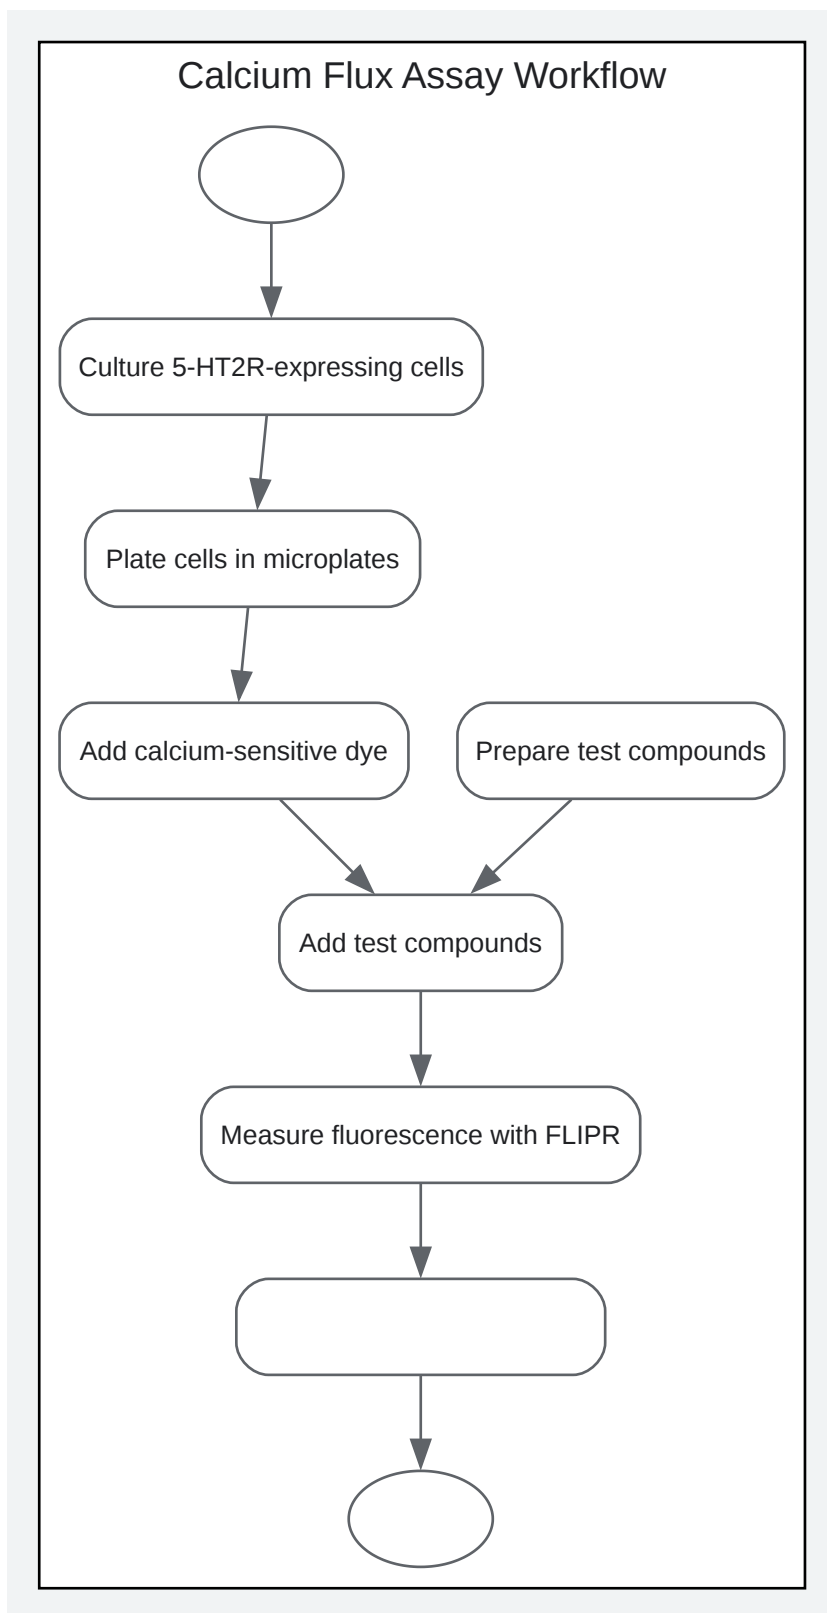 Calcium Flux Assay Workflow
Culture 5-HT2R-expressing cells
Plate cells in microplates
Add calcium-sensitive dye
Prepare test compounds
Add test compounds
Measure fluorescence with FLIPR